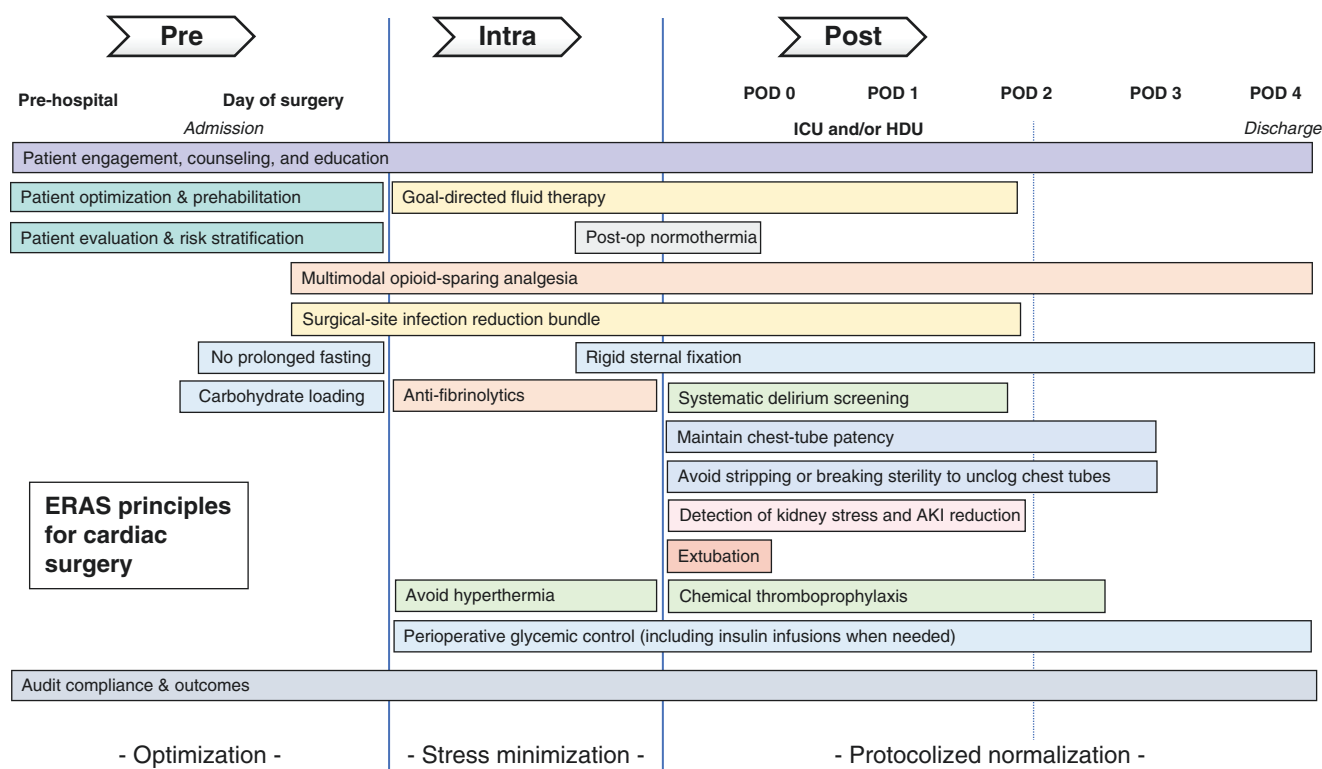 Pre
Intra
Post
Pre-hospital
Day of surgery
POD 0
POD 1
POD 2
POD 3
POD 4
Admission
ICU and/or HDU
Discharge
Patient engagement, counseling, and education
Patient optimization & prehabilitation
Goal-directed fluid therapy
Patient evaluation & risk stratification
Post-op normothermia
Multimodal opioid-sparing analgesia
Surgical-site infection reduction bundle
No prolonged fasting
Rigid sternal fixation
Carbohydrate loading
Anti-fibrinolytics
Systematic delirium screening
Maintain chest-tube patency
Avoid stripping or breaking sterility to unclog chest tubes
ERAS principles
for cardiac
surgery
Detection of kidney stress and AKI reduction
Extubation
Avoid hyperthermia
Chemical thromboprophylaxis
Perioperative glycemic control (including insulin infusions when needed)
Audit compliance & outcomes
- Optimization -
- Stress minimization -
- Protocolized normalization -